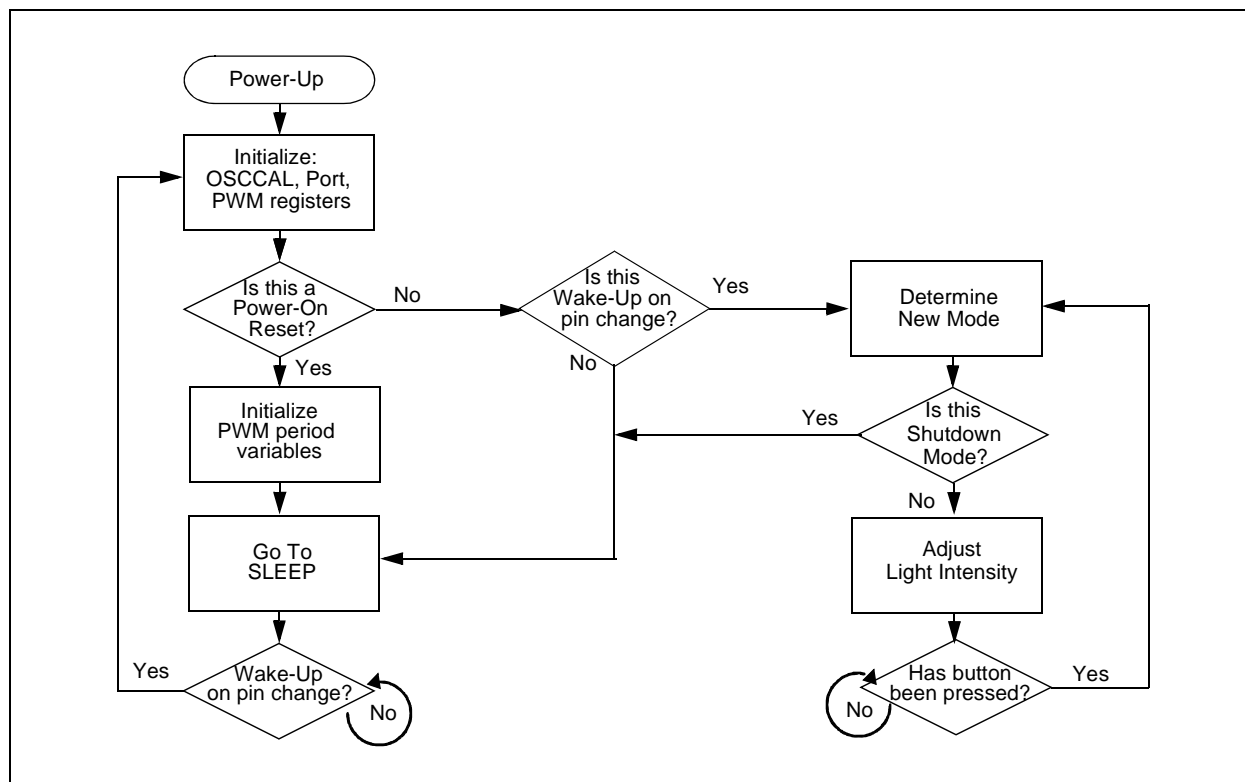 Power-Up
Initialize:
OSCCAL, Port,
PWM registers
Is this a
Power-On
Reset?
No
Yes
Is this
Wake-Up on
pin change?
Yes
No
Determine
New Mode
Initialize
PWM period
variables
Is this
Shutdown
Mode?
Yes
No
Go To
SLEEP
Adjust
Light Intensity
Wake-Up
on pin change?
Yes
No
Has button
been pressed?
Yes
No